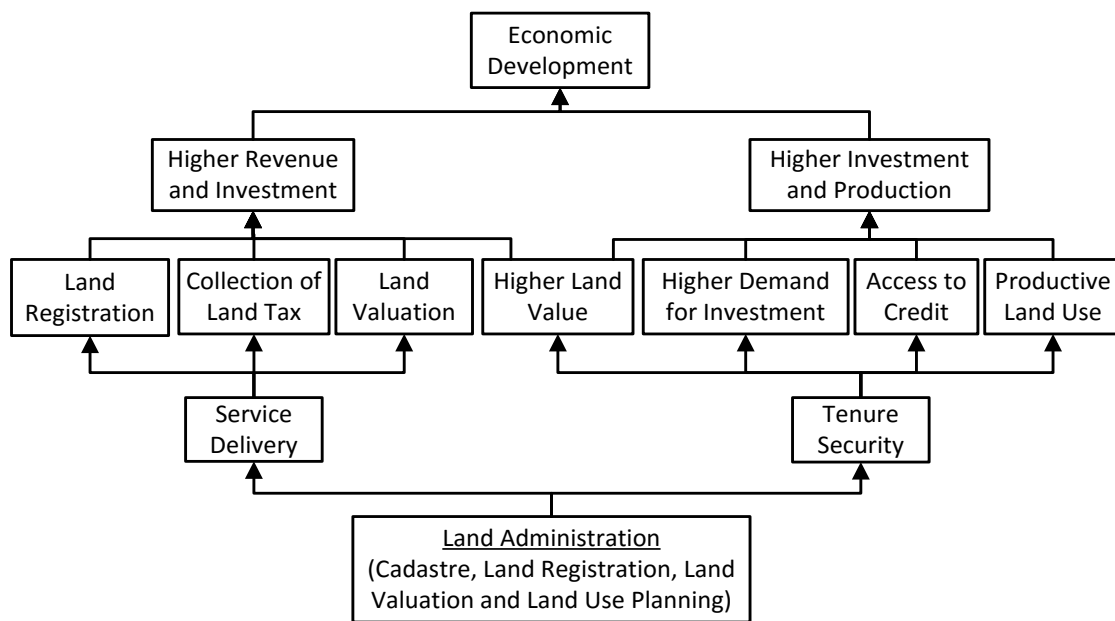 Economic
Development
Higher Revenue
and Investment
Higher Investment
and Production
Land
Registration
Collection of
Land Tax
Land
Valuation
Higher Land
Value
Higher Demand
for Investment
Access to
Credit
Productive
Land Use
Service
Delivery
Tenure
Security
Land Administration
(Cadastre, Land Registration, Land
Valuation and Land Use Planning)